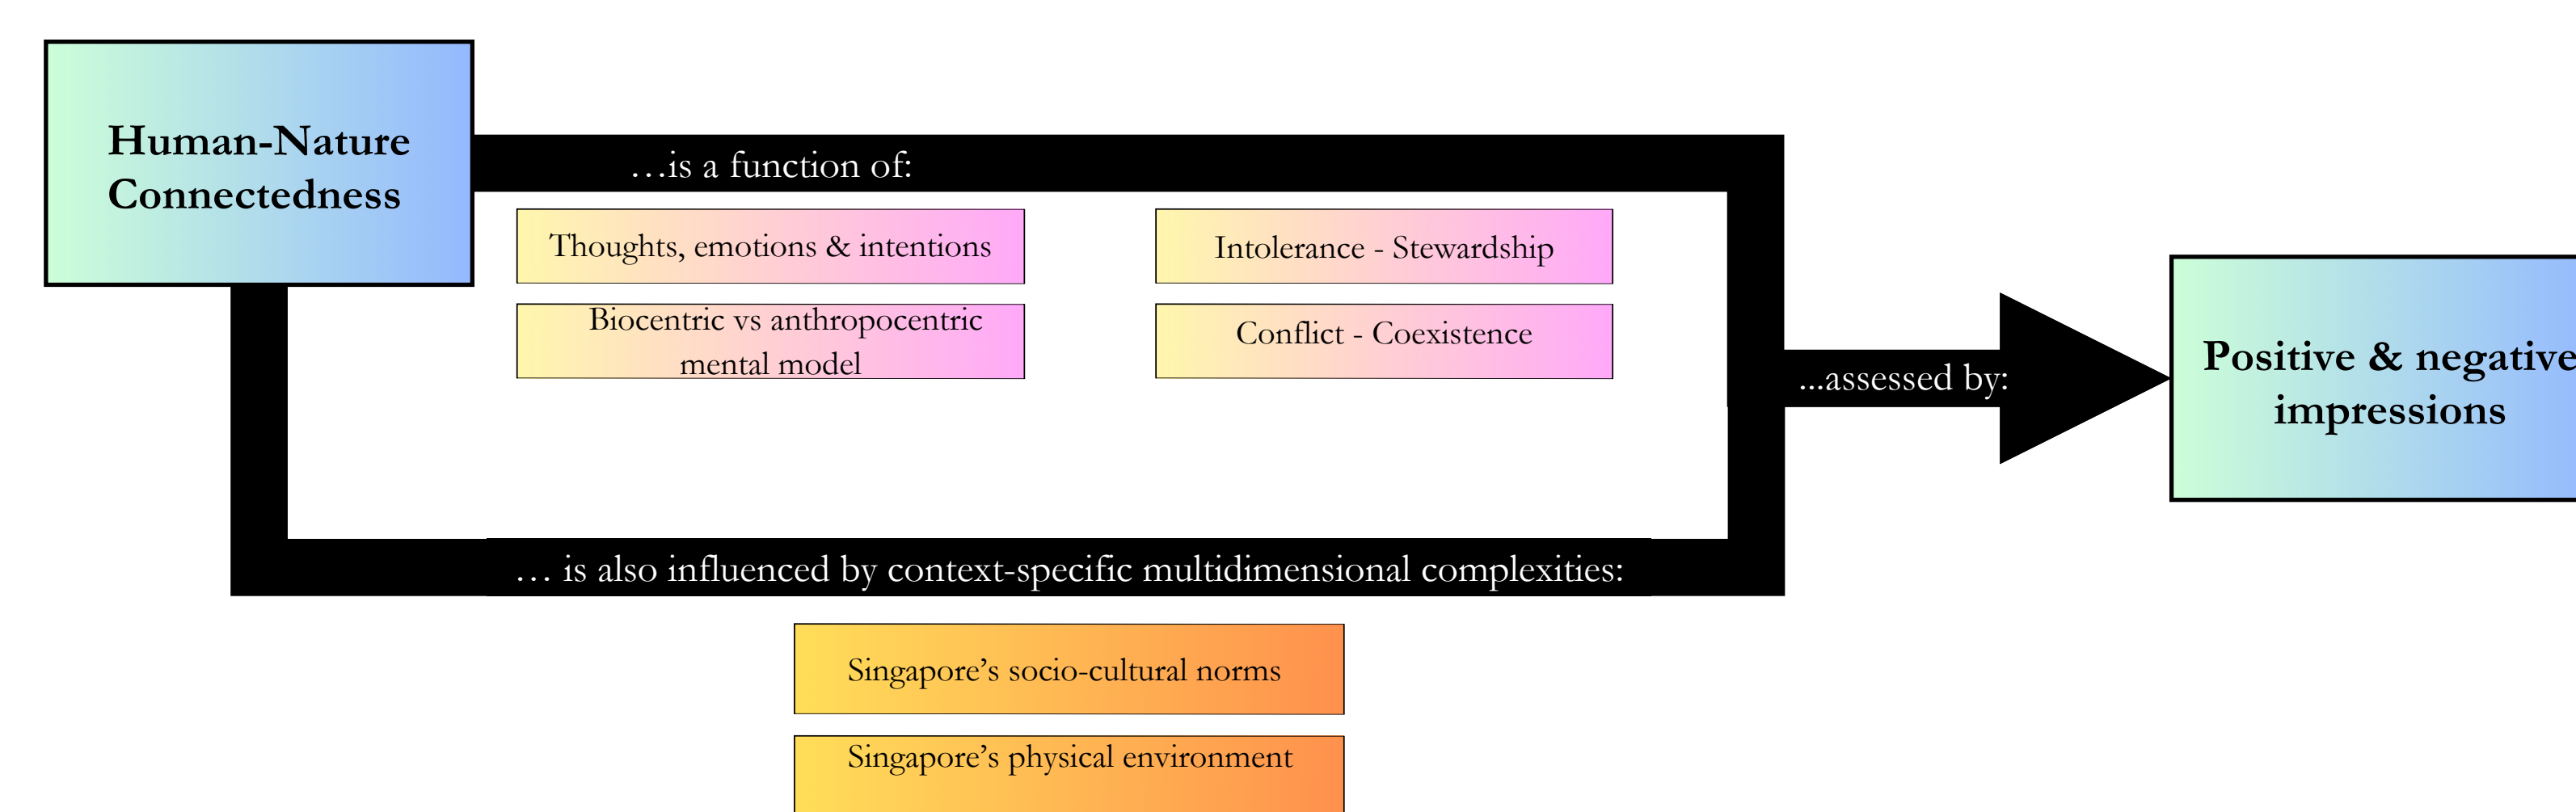 Human-Nature
Connectedness
…is a function of:
Thoughts, emotions & intentions
Intolerance - Stewardship
Biocentric vs anthropocentric
mental model
Conflict - Coexistence
...assessed by:
Positive & negative
impressions
… is also influenced by context-specific multidimensional complexities:
Singapore’s socio-cultural norms
Singapore’s physical environment